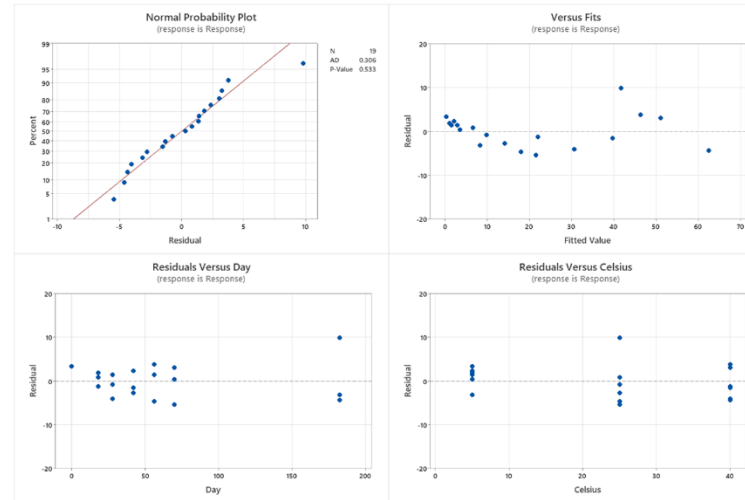 Normal Probability Plot
(response is Response)
99
95
90
80
70
60
50
40
30
20
10
5
1
Percent
-10
-5
0
5
10
Residual
N 19
AD 0.306
P-Value 0.533
Versus Fits
(response is Response)
20
10
0
-10
-20
Residual
0
10
20
30
40
50
60
70
Fitted Value
Residuals Versus Day
(response is Response)
20
10
0
-10
-20
Residual
0
50
100
150
200
Day
Residuals Versus Celsius
(response is Response)
20
10
0
-10
-20
Residual
0
10
20
30
40
Celsius